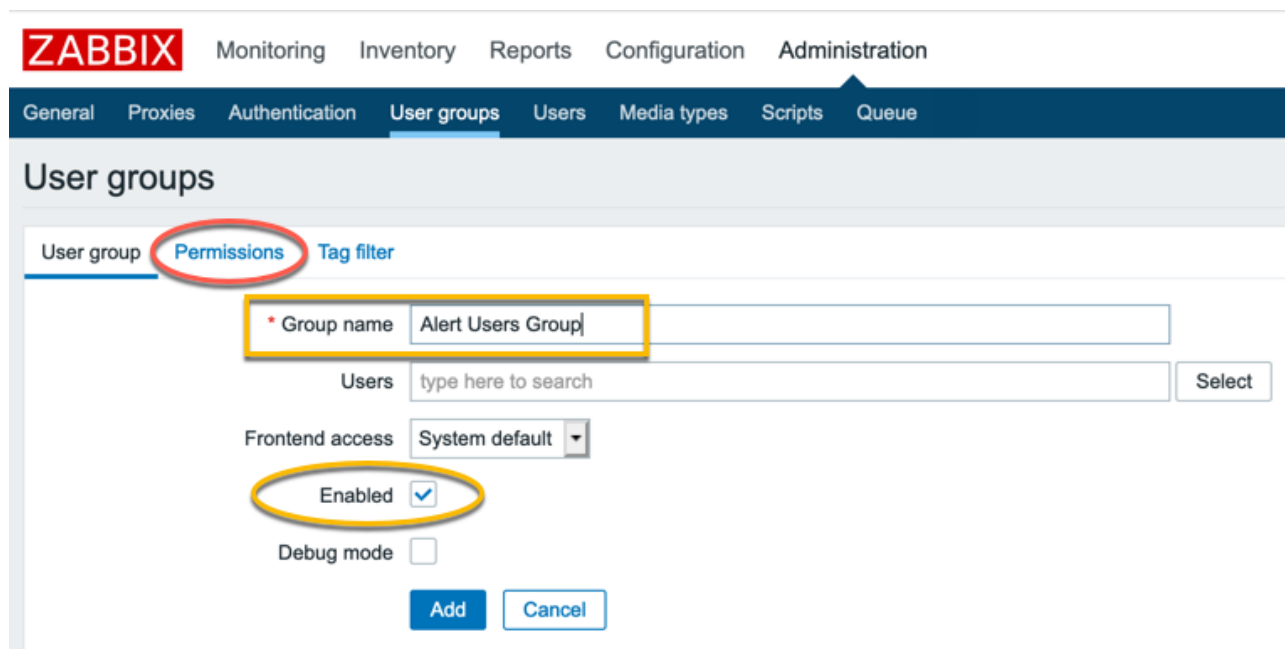 ZABBIX Monitoring Inventory Reports Configuration Administration
General Proxies Authentication User groups Users Media types Scripts Queue
User groups
User group Permissions Tag filter
* Group name Alert Users Group
Users type here to search Select
Frontend access System default
Enabled
Debug mode
Add Cancel